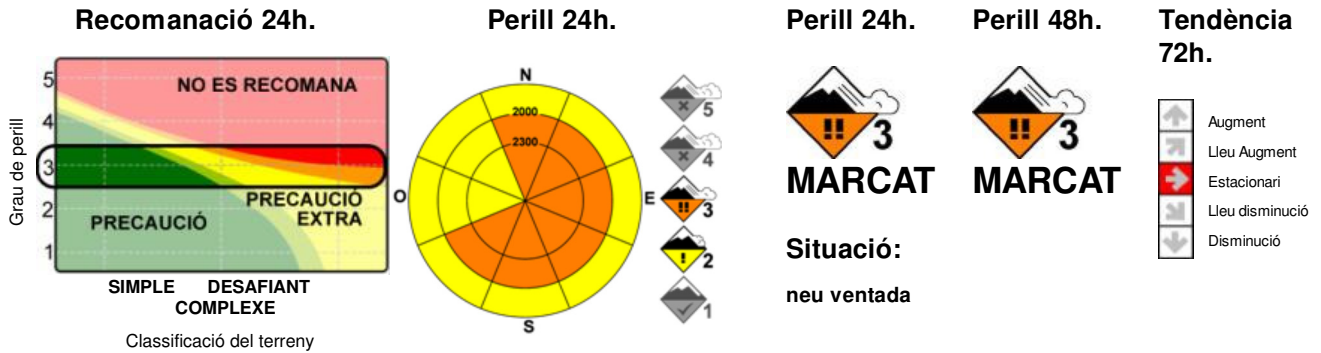 Recomanació 24h.
Perill 24h.
Perill 24h.
Perill 48h.
Tendència
72h.
Grau de perill
5
4
3
2
1
NO ES RECOMANA
PRECAUCIÓ
EXTRA
PRECAUCIÓ
SIMPLE DESAFIANT
COMPLEXE
Classificació del terreny
N
2000
2300
O
E
S
5
4
!! 3
! 2
1
!! 3
MARCAT
!! 3
MARCAT
Situació:
neu ventada
Augment
Lleu Augment
Estacionari
Lleu disminució
Disminució